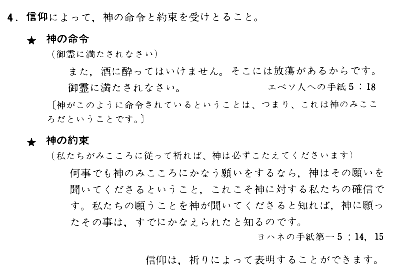 4．信仰によって，神の命令と約束を受けとること。
★ 神の命令
（御霊に満たされなさい）
また，酒に酔ってはいけません。そこには放蕩があるからです。
御霊に満たされなさい。 エペソ人への手紙5：18
〔神がこのように命令されているということは，つまり，これは神のみこころ
ろだということです。〕
★ 神の約束
（私たちがみこころに従って祈れば，神は必ずこたえてくださいます）
何事でも神のみこころにかなう願いをするなら，神はその願いを
聞いてくださるということ，これこそ神に対する私たちの確信で
す。私たちの願うことを神が聞いてくださると知れば，神に願っ
たその事は，すでにかなえられたと知るのです。
ヨハネの手紙第一5：14，15
信仰は，祈りによって表明することができます。